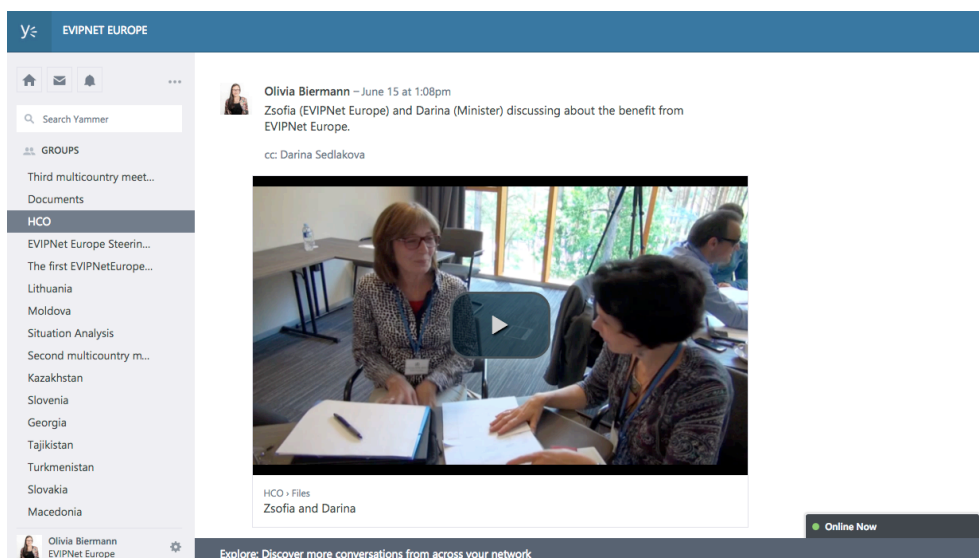 EVIPNET EUROPE
Search Yammer
GROUPS
Third multicountry meet...
Documents
HCO
EVIPNet Europe Steerin...
The first EVIPNetEurope...
Lithuania
Moldova
Situation Analysis
Second multicountry m...
Kazakhstan
Slovenia
Georgia
Tajikistan
Turkmenistan
Slovakia
Macedonia
Olivia Biermann
EVIPNet Europe
Olivia Biermann – June 15 at 1:08pm
Zsofia (EVIPNet Europe) and Darina (Minister) discussing about the benefit from
EVIPNet Europe.
cc: Darina Sedlakova
HCO › Files
Zsofia and Darina
Online Now
Explore: Discover more conversations from across your network